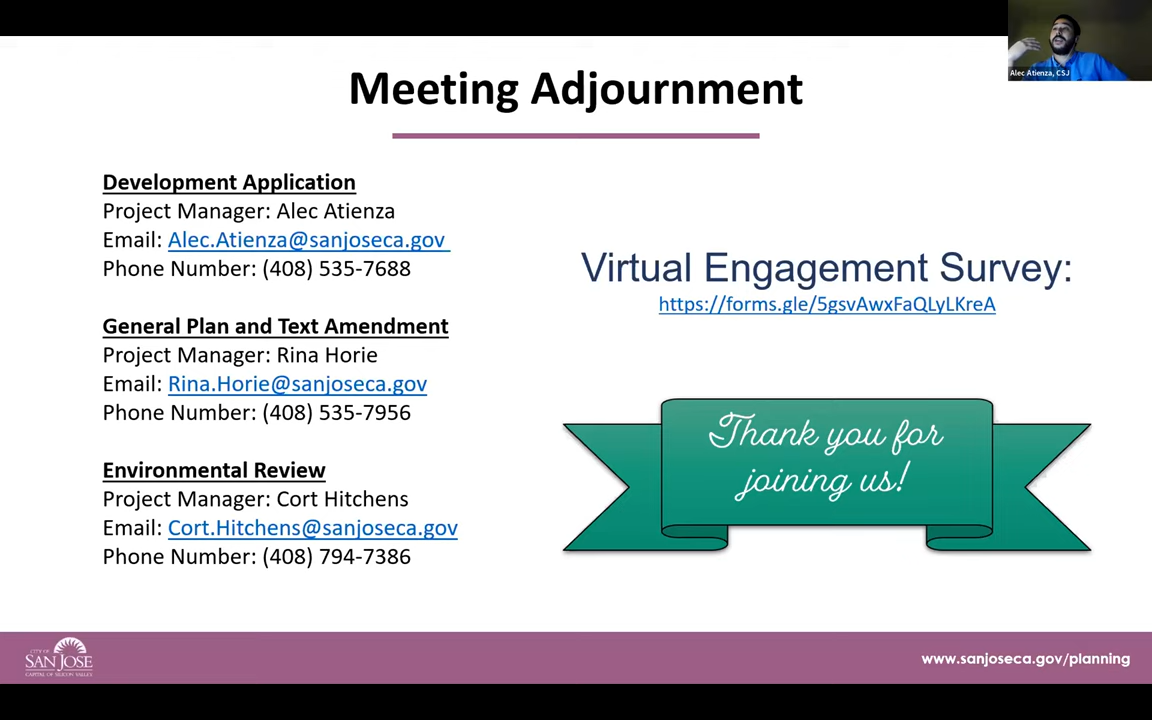 Meeting Adjournment
Alec Atienza, CSJ
Development Application
Project Manager: Alec Atienza
Email: Alec.Atienza@sanjoseca.gov
Phone Number: (408) 535-7688
General Plan and Text Amendment
Project Manager: Rina Horie
Email: Rina.Horie@sanjoseca.gov
Phone Number: (408) 535-7956
Environmental Review
Project Manager: Cort Hitchens
Email: Cort.Hitchens@sanjoseca.gov
Phone Number: (408) 794-7386
Virtual Engagement Survey:
https://forms.gle/5gsvAwxFaQLyLKreA
Thank you for
joining us!
CITY OF
SAN JOSE
CAPITAL OF SILICON VALLEY
www.sanjoseca.gov/planning